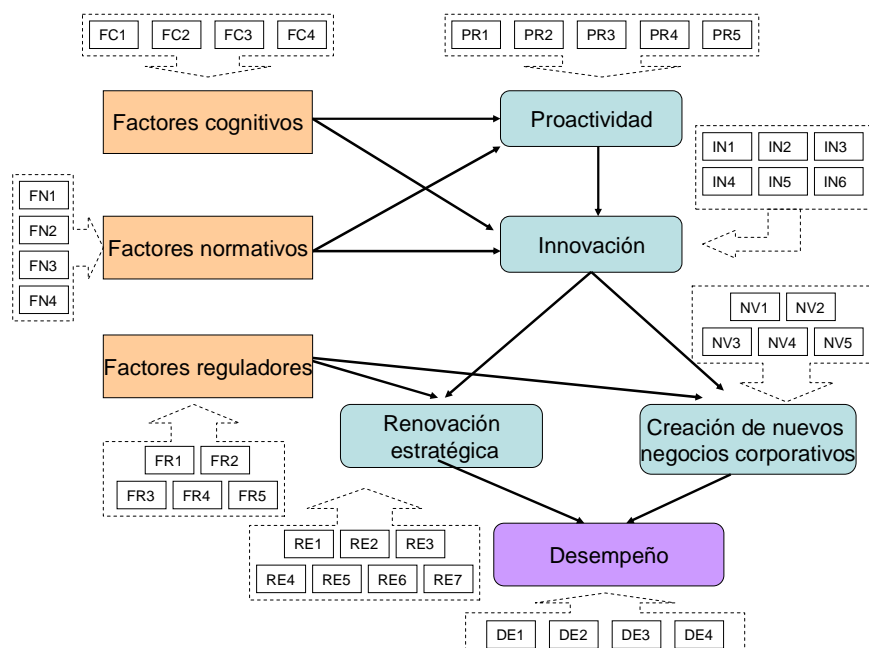 FC1 FC2 FC3 FC4
PR1 PR2 PR3 PR4 PR5
Factores cognitivos
Proactividad
IN1 IN2 IN3
IN4 IN5 IN6
FN1
FN2
FN3
FN4
Factores normativos
Innovación
NV1 NV2
NV3 NV4 NV5
Factores reguladores
Renovación
estratégica
Creación de nuevos
negocios corporativos
FR1 FR2
FR3 FR4 FR5
RE1 RE2 RE3
RE4 RE5 RE6 RE7
Desempeño
DE1 DE2 DE3 DE4